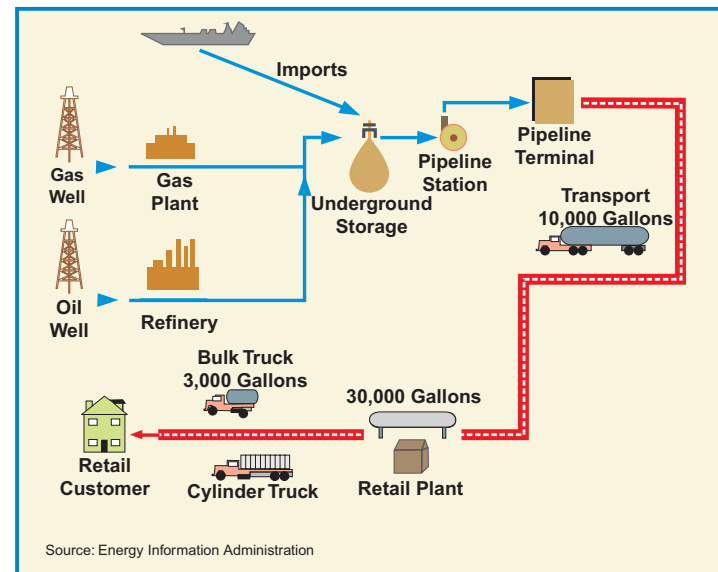 Imports
Gas
Well
Gas
Plant
Underground
Storage
Pipeline
Station
Pipeline
Terminal
Transport
10,000 Gallons
Oil
Well
Refinery
Bulk Truck
3,000 Gallons
30,000 Gallons
Retail
Customer
Cylinder Truck
Retail Plant
Source: Energy Information Administration